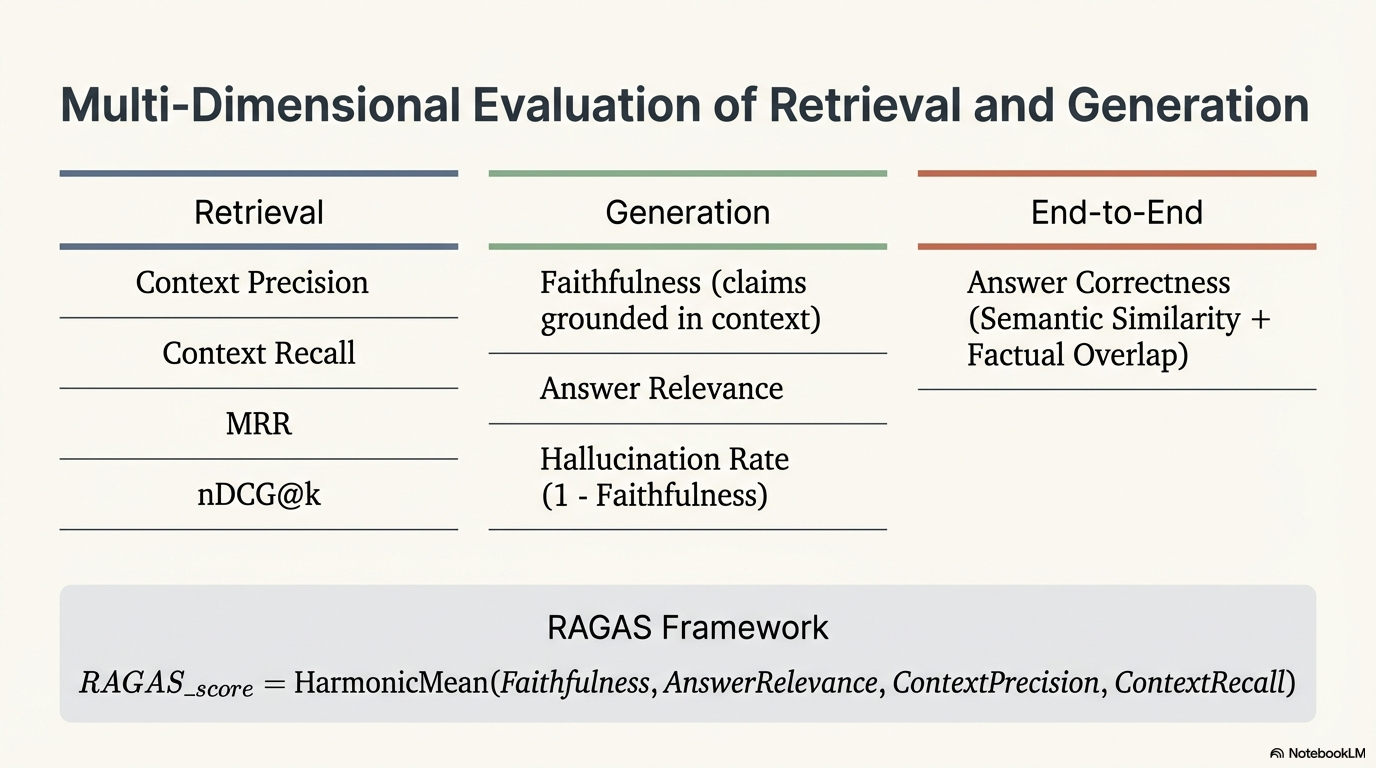 Multi-Dimensional Evaluation of Retrieval and Generation
Retrieval
Context Precision
Context Recall
MRR
nDCG@k
Generation
Faithfulness (claims
grounded in context)
Answer Relevance
Hallucination Rate
(1 - Faithfulness)
End-to-End
Answer Correctness
(Semantic Similarity +
Factual Overlap)
RAGAS Framework
RAGAS_score = HarmonicMean(Faithfulness, AnswerRelevance, ContextPrecision, ContextRecall)
NotebookLM